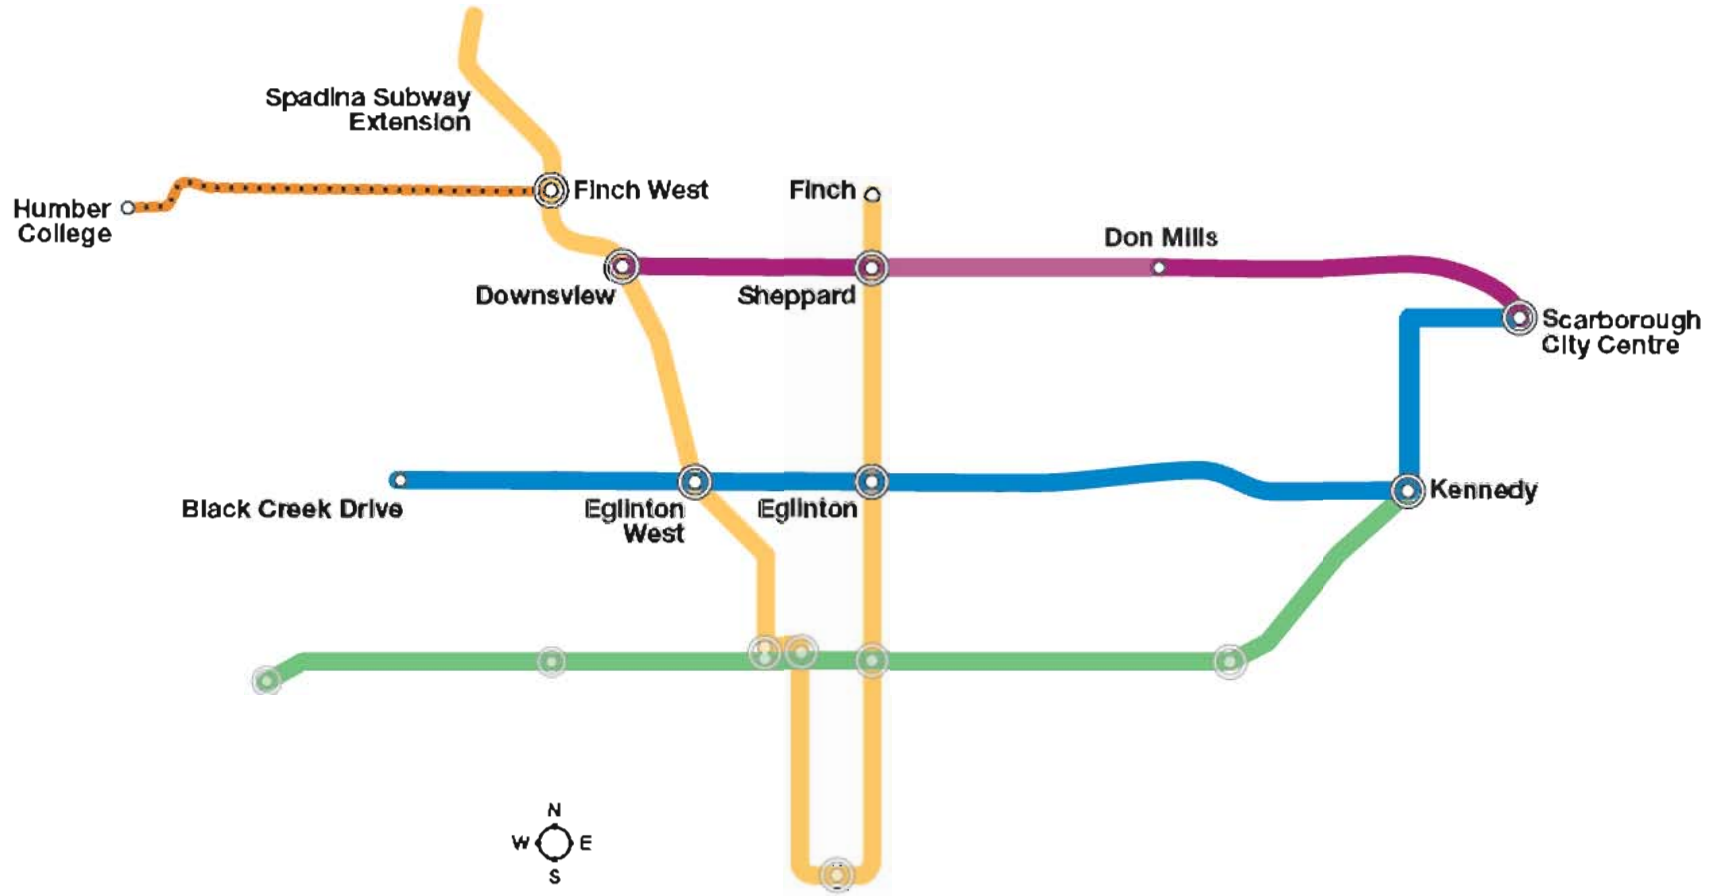 Spadina Subway
Extension
Finch West
Finch
Humber
College
Don Mills
Downsview
Sheppard
Scarborough
City Centre
Black Creek Drive
Eglinton
West
Eglinton
Kennedy
N
W E
S